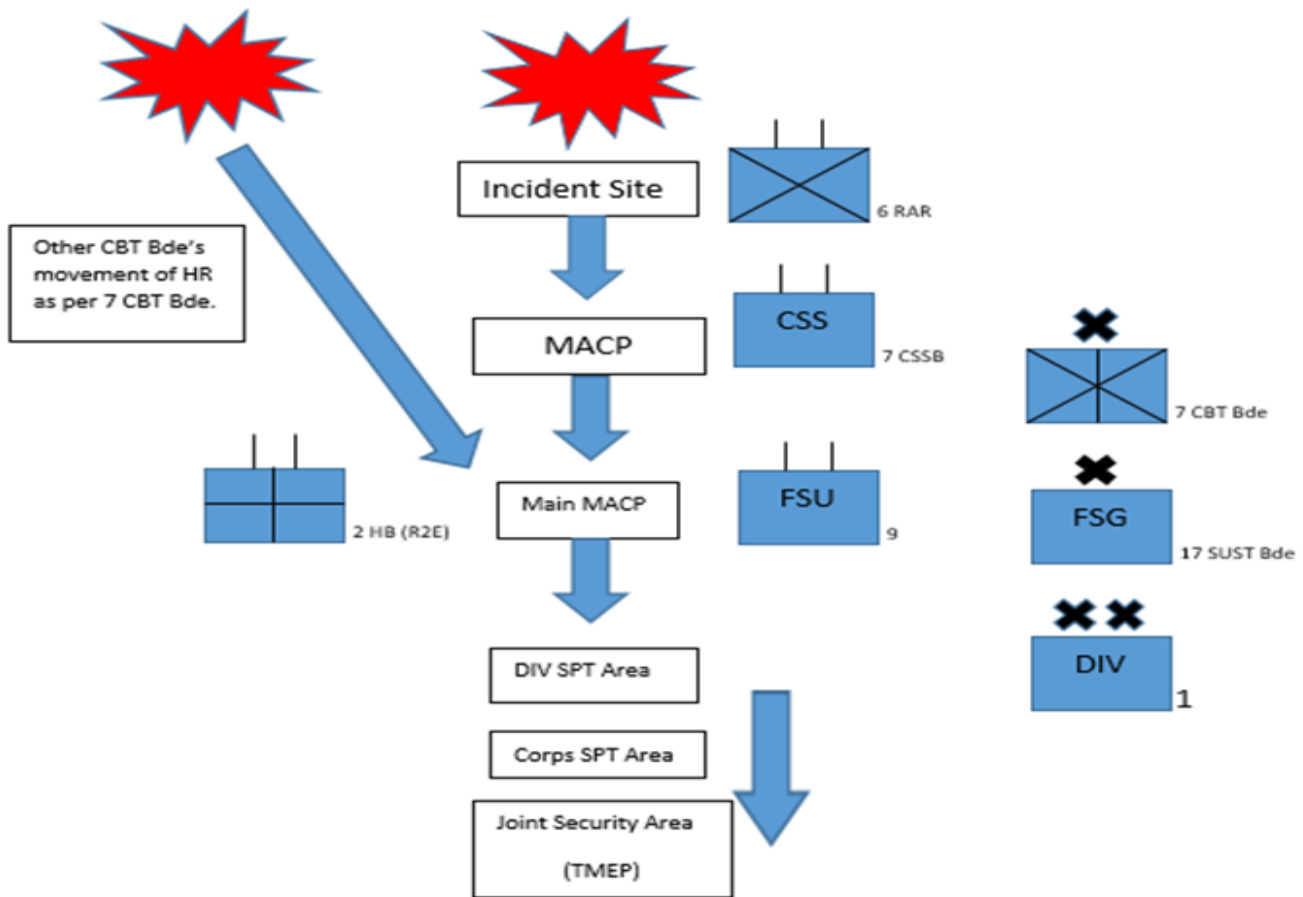 Incident Site
6 RAR
Other CBT Bde's
movement of HR
as per 7 CBT Bde.
MACP
CSS
7 CSSB
7 CBT Bde
2 HB (R2E)
Main MACP
FSU
9
FSG
17 SUST Bde
DIV SPT Area
DIV
1
Corps SPT Area
Joint Security Area
(TMEP)